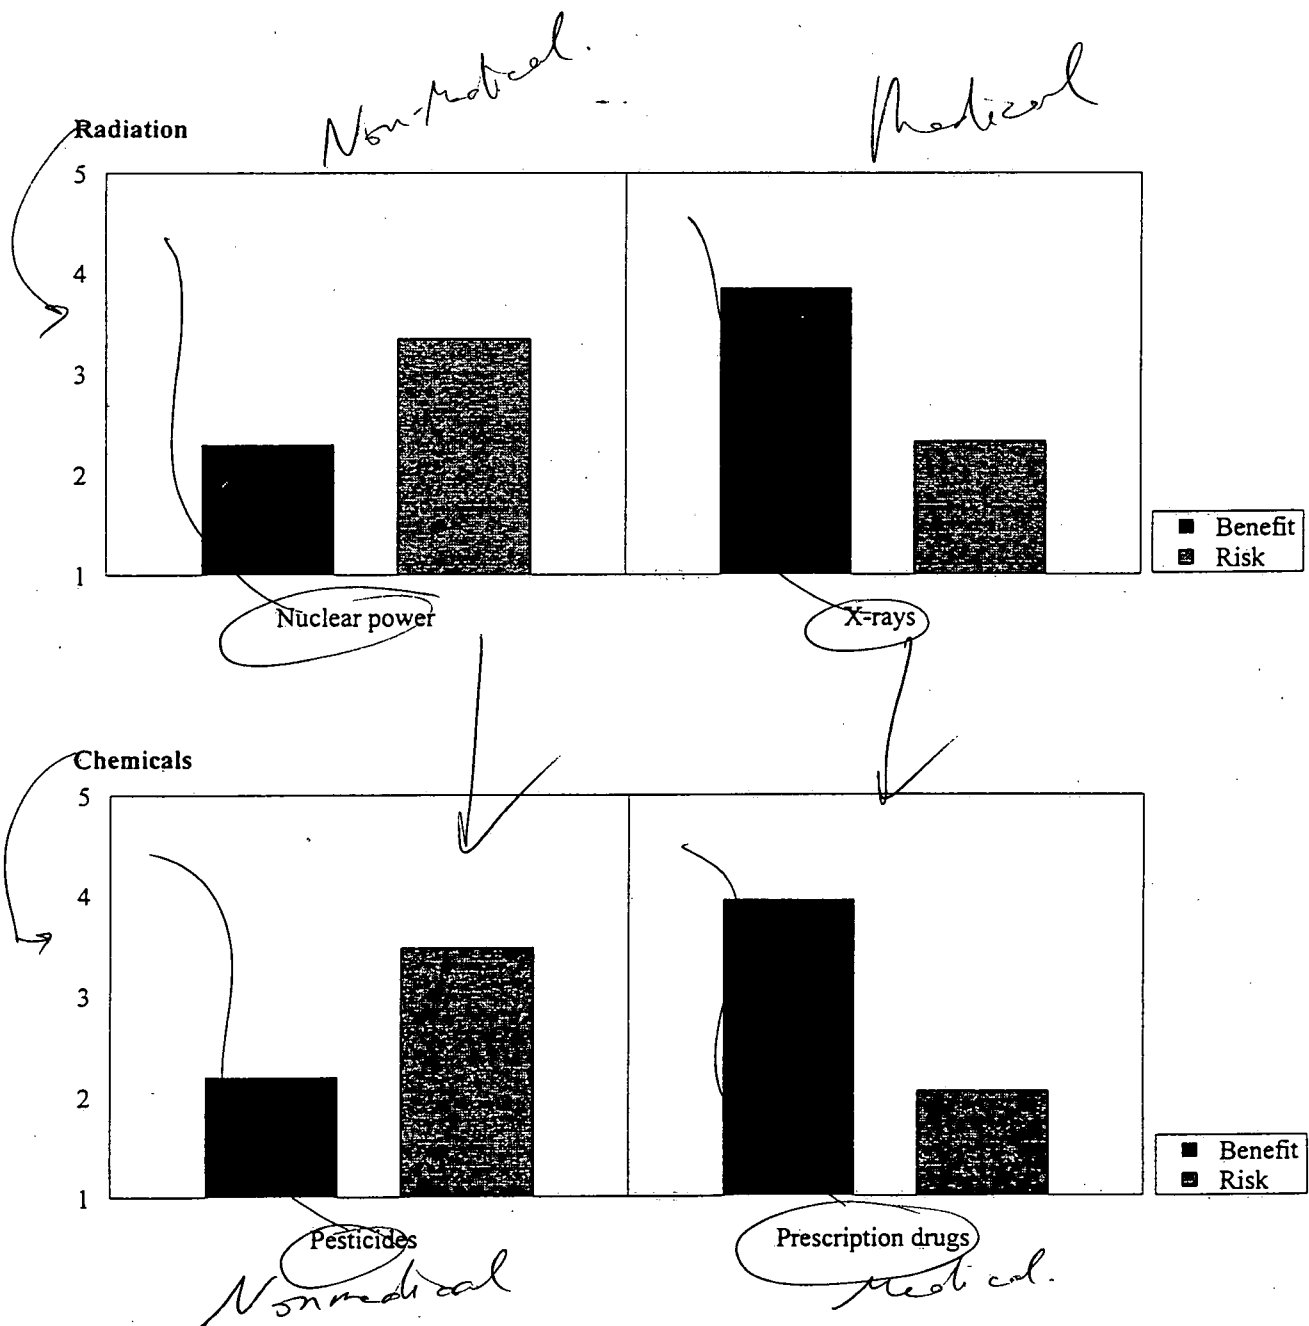 Non-Medical.
Medical
Radiation
5
4
3
2
1
Benefit
Risk
Nuclear power
X-rays
Chemicals
5
4
3
2
1
Benefit
Risk
Pesticides
Prescription drugs
Nonmedical
Medical.